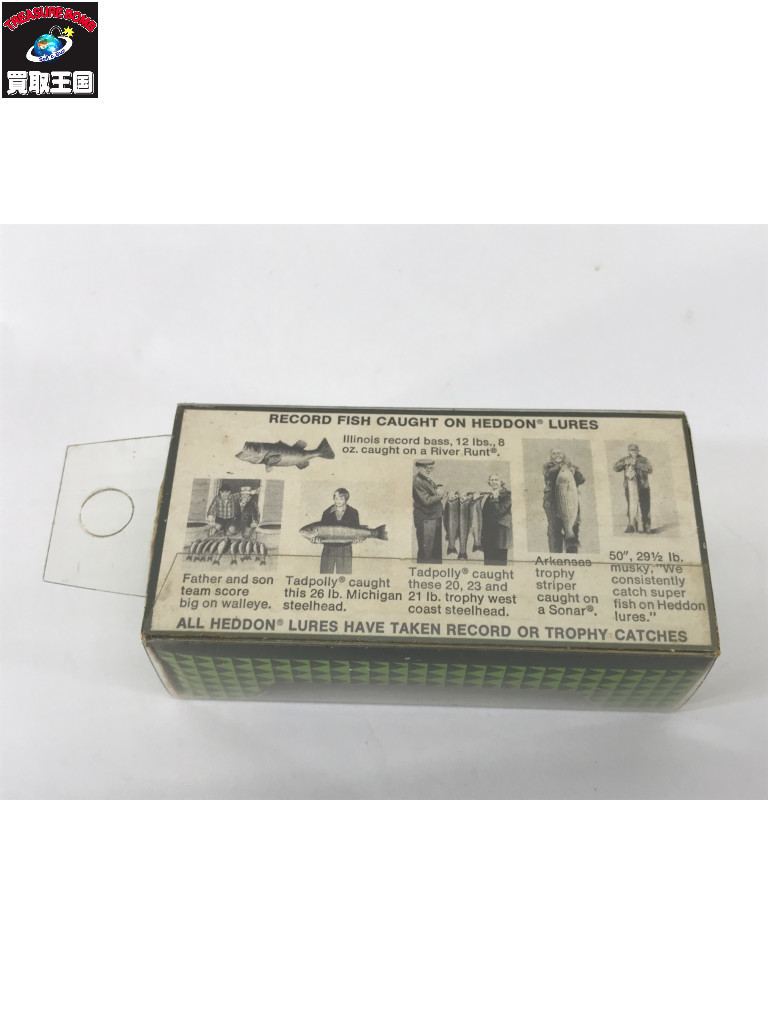 TREASURE BOMB
買取王国
RECORD FISH CAUGHT ON HEDDON® LURES
Illinois record bass, 12 lbs., 8
oz. caught on a River Runt®.
Father and son
team score
big on walleye.
Tadpolly® caught
this 26 lb. Michigan
steelhead.
Tadpolly® caught
these 20, 23 and
21 lb. trophy west
coast steelhead.
Arkansas
trophy
striper
caught on
a Sonar®.
50", 29½ lb.
musky, "We
consistently
catch super
fish on Heddon
lures."
ALL HEDDON® LURES HAVE TAKEN RECORD OR TROPHY CATCHES